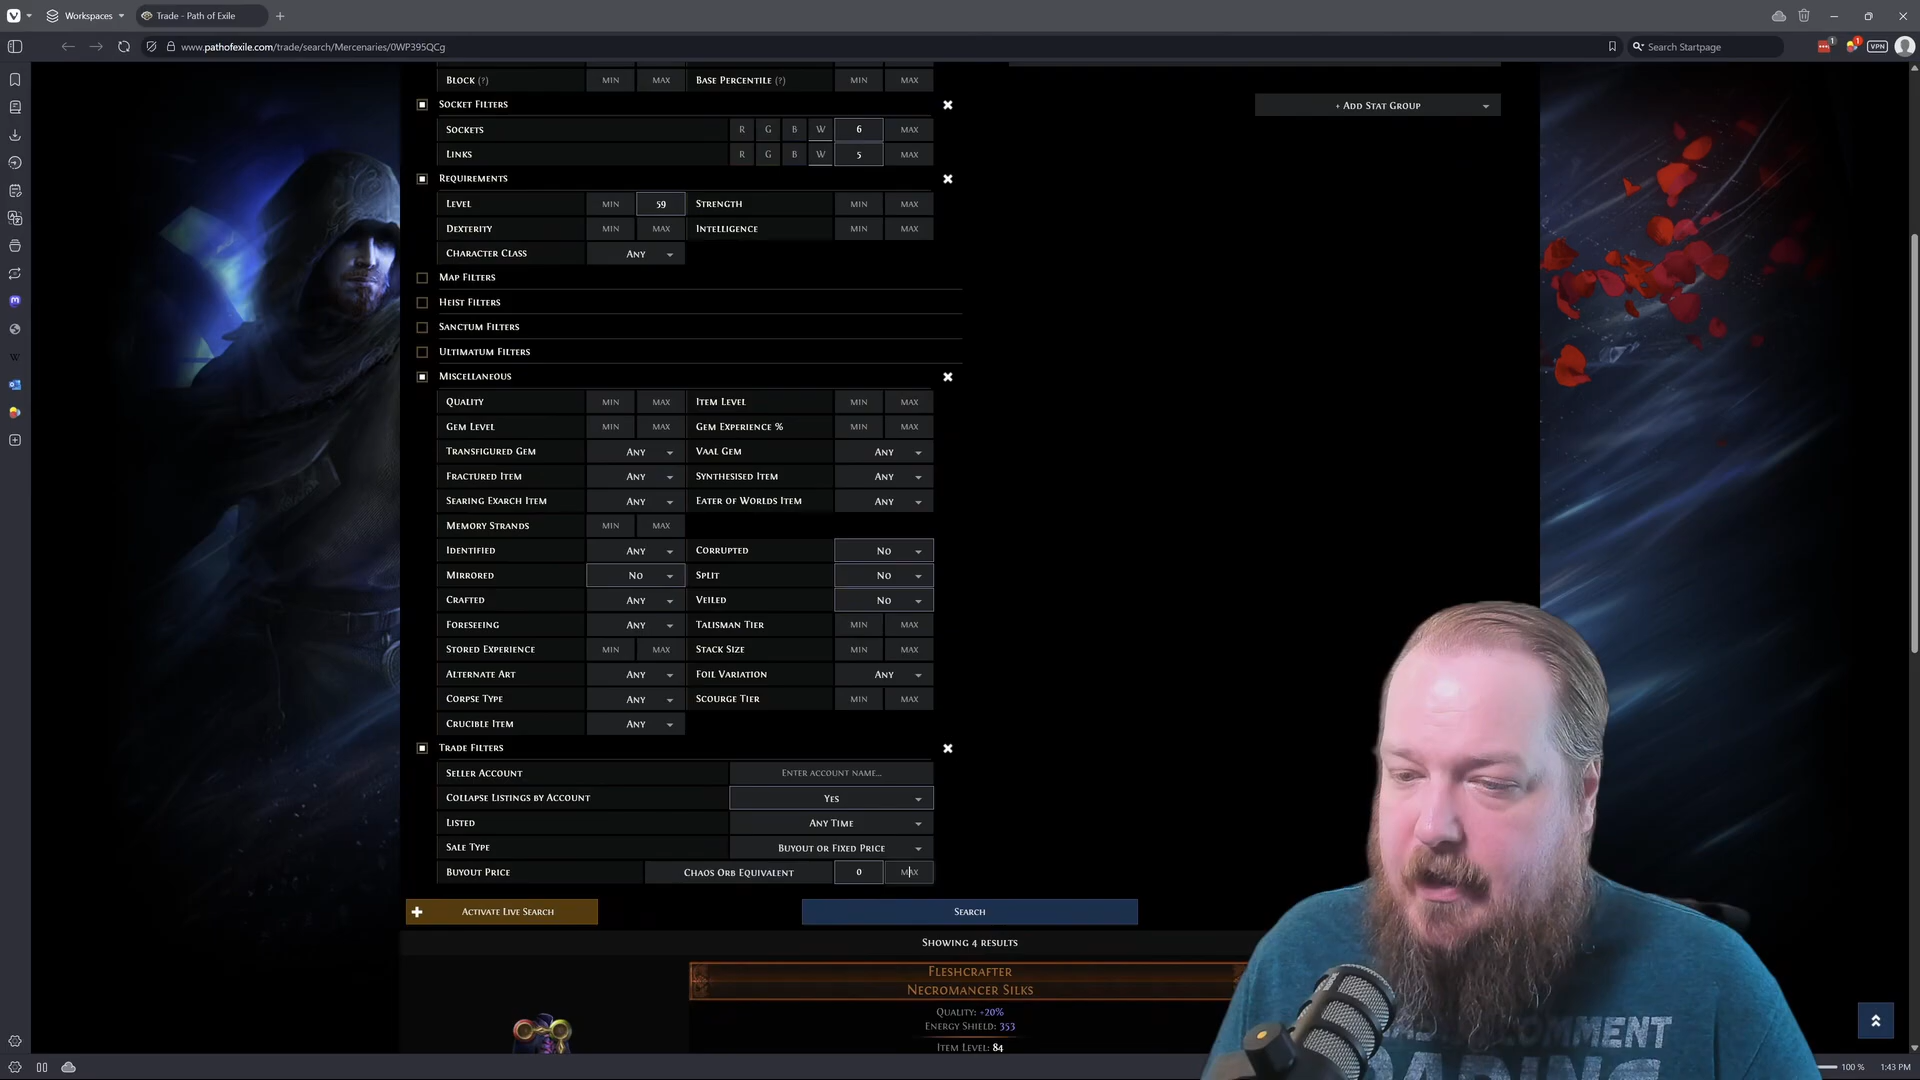 Workspaces
Trade - Path of Exile
www.pathofexile.com/trade/search/Mercenaries/0WP395QCg
Search Startpage
1
1
VPN
Block (?) MIN MAX Base Percentile (?) MIN MAX
Socket Filters
+ Add Stat Group
Sockets R G B W 6 MAX
Links R G B W 5 MAX
Requirements
Level MIN 59 Strength MIN MAX
Dexterity MIN MAX Intelligence MIN MAX
Character Class Any
Map Filters
Heist Filters
Sanctum Filters
Ultimatum Filters
Miscellaneous
Quality MIN MAX Item Level MIN MAX
Gem Level MIN MAX Gem Experience % MIN MAX
Transfigured Gem Any Vaal Gem Any
Fractured Item Any Synthesised Item Any
Searing Exarch Item Any Eater of Worlds Item Any
Memory Strands MIN MAX
Identified Any Corrupted No
Mirrored No Split No
Crafted Any Veiled No
Foreseeing Any Talisman Tier MIN MAX
Stored Experience MIN MAX Stack Size MIN MAX
Alternate Art Any Foil Variation Any
Corpse Type Any Scourge Tier MIN MAX
Crucible Item Any
Trade Filters
Seller Account Enter account name...
Collapse Listings by Account Yes
Listed Any Time
Sale Type Buyout or Fixed Price
Buyout Price Chaos Orb Equivalent 0 MAX
Activate Live Search
Search
Showing 4 results
Fleshcrafter
Necromancer Silks
Quality: +20%
Energy Shield: 353
Item Level: 84
COMMENT
100 %
1:43 PM